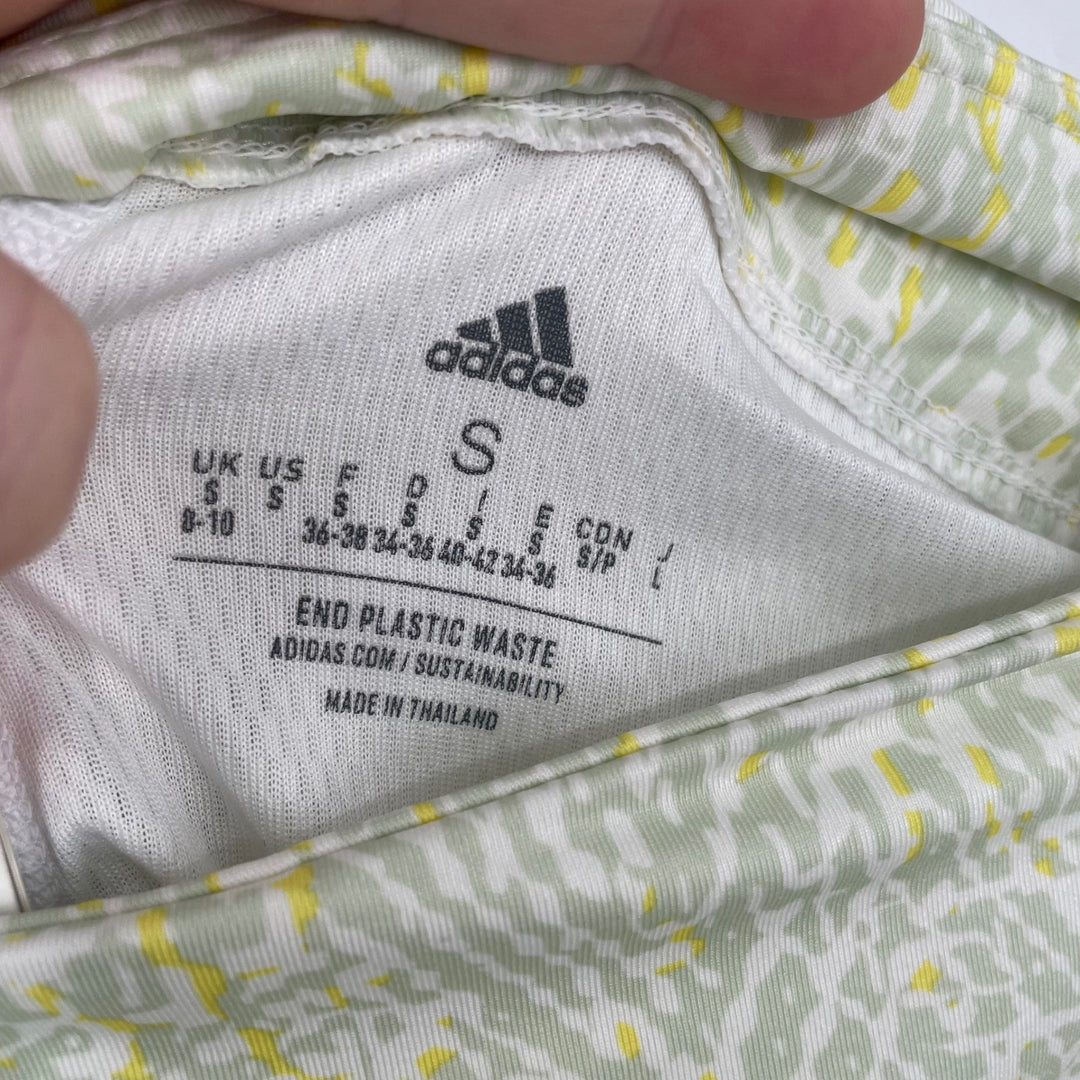 adidas
S
UK US F D I E CON J
S S S S S S S/P L
8-10 36-38 34-36 40-42 34-36
END PLASTIC WASTE
ADIDAS.COM / SUSTAINABILITY
MADE IN THAILAND